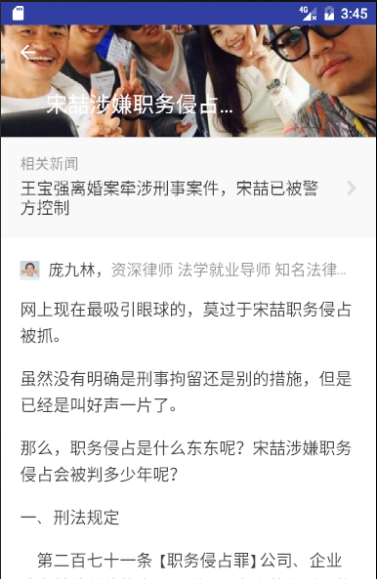 4G 3:45
宋喆涉嫌职务侵占...
相关新闻
王宝强离婚案牵涉刑事案件，宋喆已被警
方控制
庞九林，资深律师 法学就业导师 知名法律...
网上现在最吸引眼球的，莫过于宋喆职务侵占
被抓。
虽然没有明确是刑事拘留还是别的措施，但是
已经是叫好声一片了。
那么，职务侵占是什么东东呢？宋喆涉嫌职务
侵占会被判多少年呢？
一、刑法规定
第二百七十一条【职务侵占罪】公司、企业